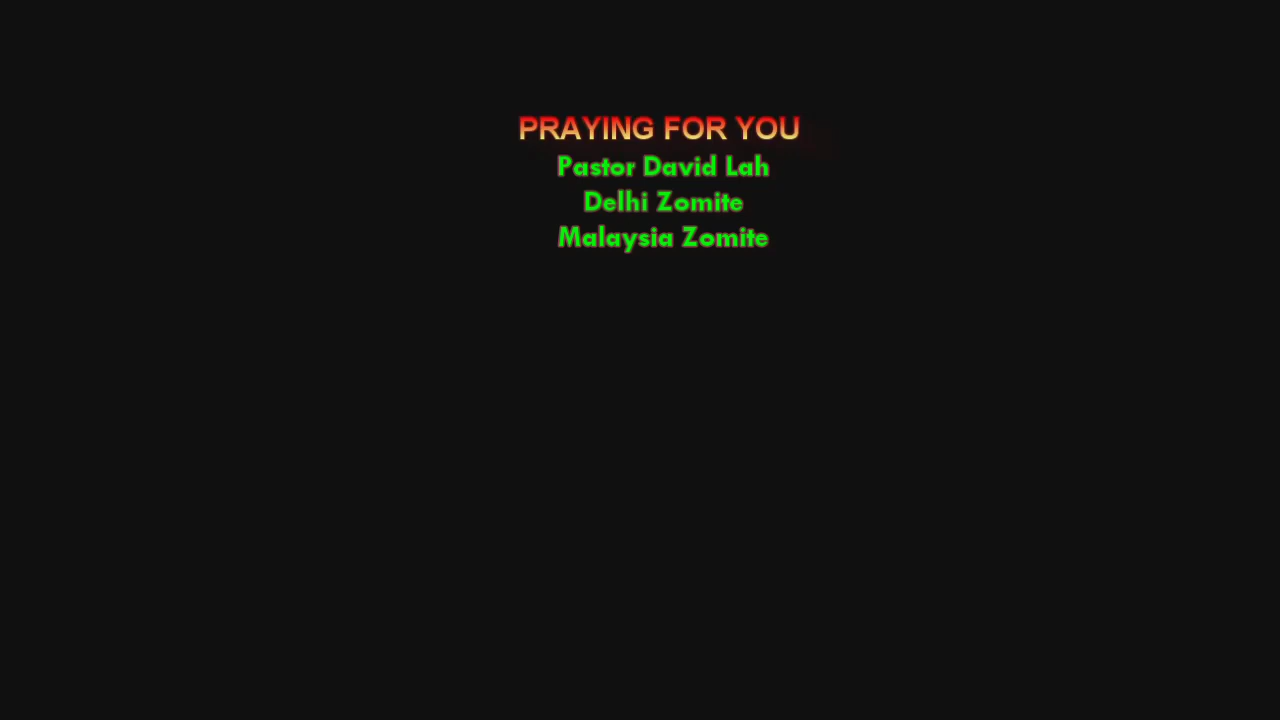 PRAYING FOR YOU
Pastor David Lah
Delhi Zomite
Malaysia Zomite